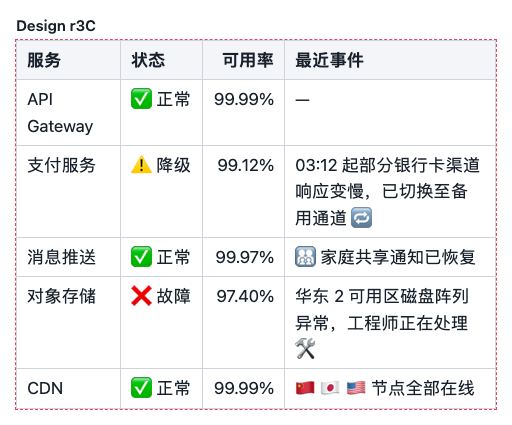 Design r3C
服务 状态 可用率 最近事件
API Gateway ✅ 正常 99.99% —
支付服务 ⚠️ 降级 99.12% 03:12 起部分银行卡渠道
响应变慢，已切换至备
用通道 🔁
消息推送 ✅ 正常 99.97% 👨‍👩‍👧‍👦 家庭共享通知已恢复
对象存储 ❌ 故障 97.40% 华东 2 可用区磁盘阵列
异常，工程师正在处理
🛠️
CDN ✅ 正常 99.99% 🇨🇳 🇯🇵 🇺🇸 节点全部在线